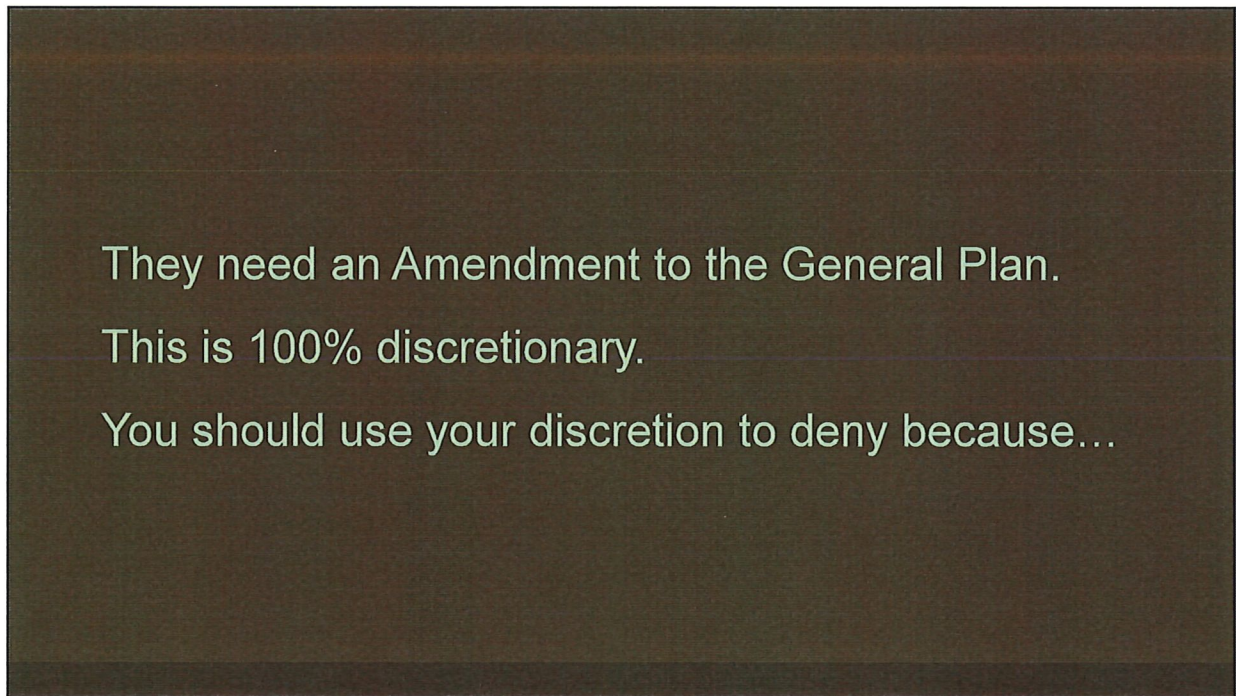 They need an Amendment to the General Plan.
This is 100% discretionary.
You should use your discretion to deny because…